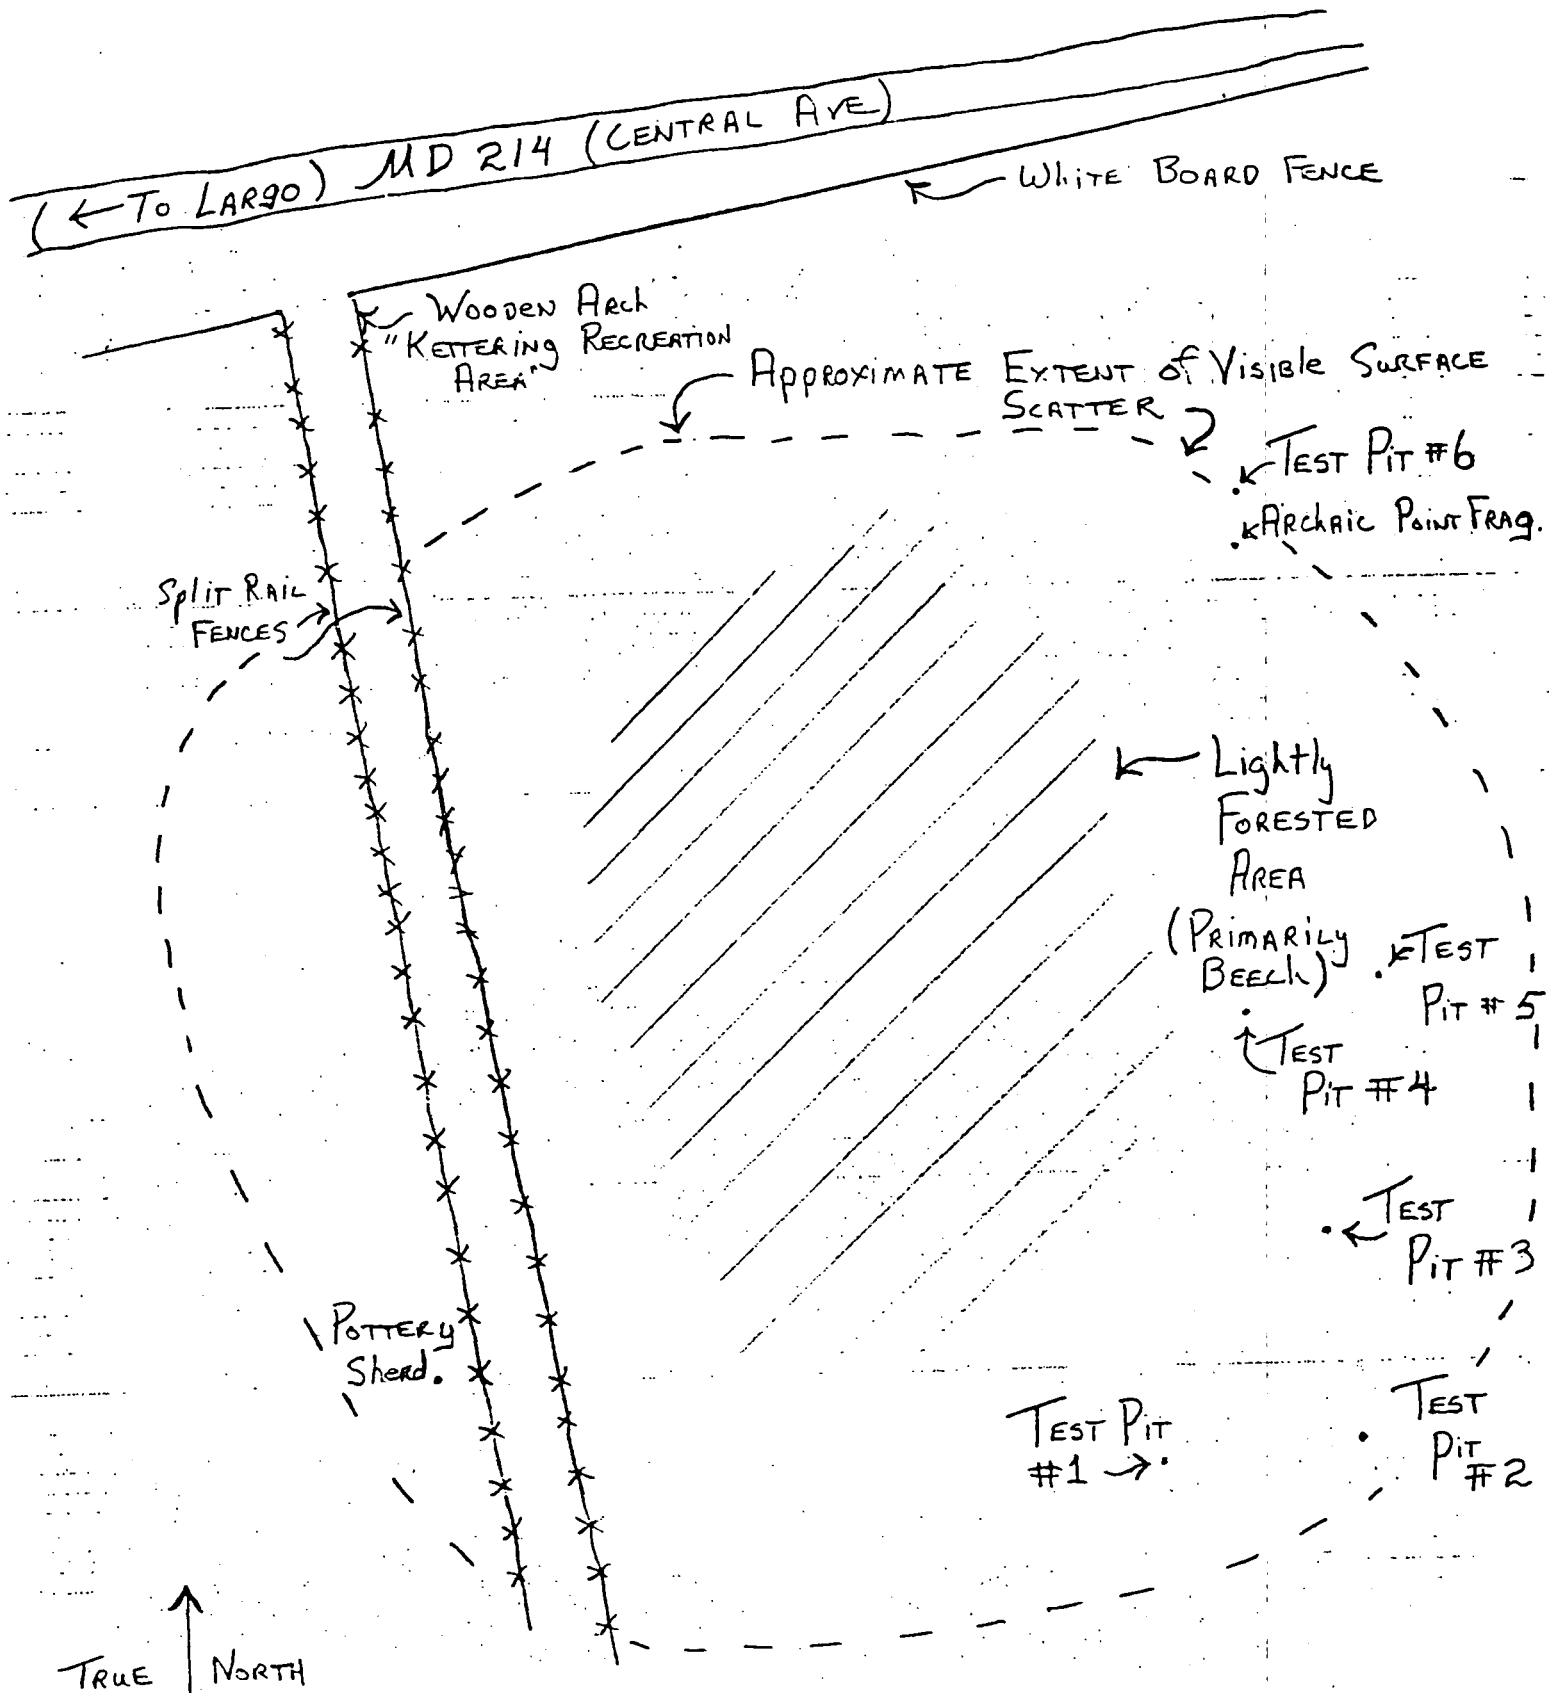 (← To Largo) MD 214 (Central Ave)
White Board Fence
Wooden Arch
"Kettering Recreation
Area"
Approximate Extent of Visible Surface
Scatter
Test Pit #6
Archaic Point Frag.
Split Rail
Fences
Lightly
Forested
Area
(Primarily
Beech)
Test
Pit #5
Test
Pit #4
Test
Pit #3
Pottery
Sherd.
Test Pit
#1
Test
Pit
#2
True North